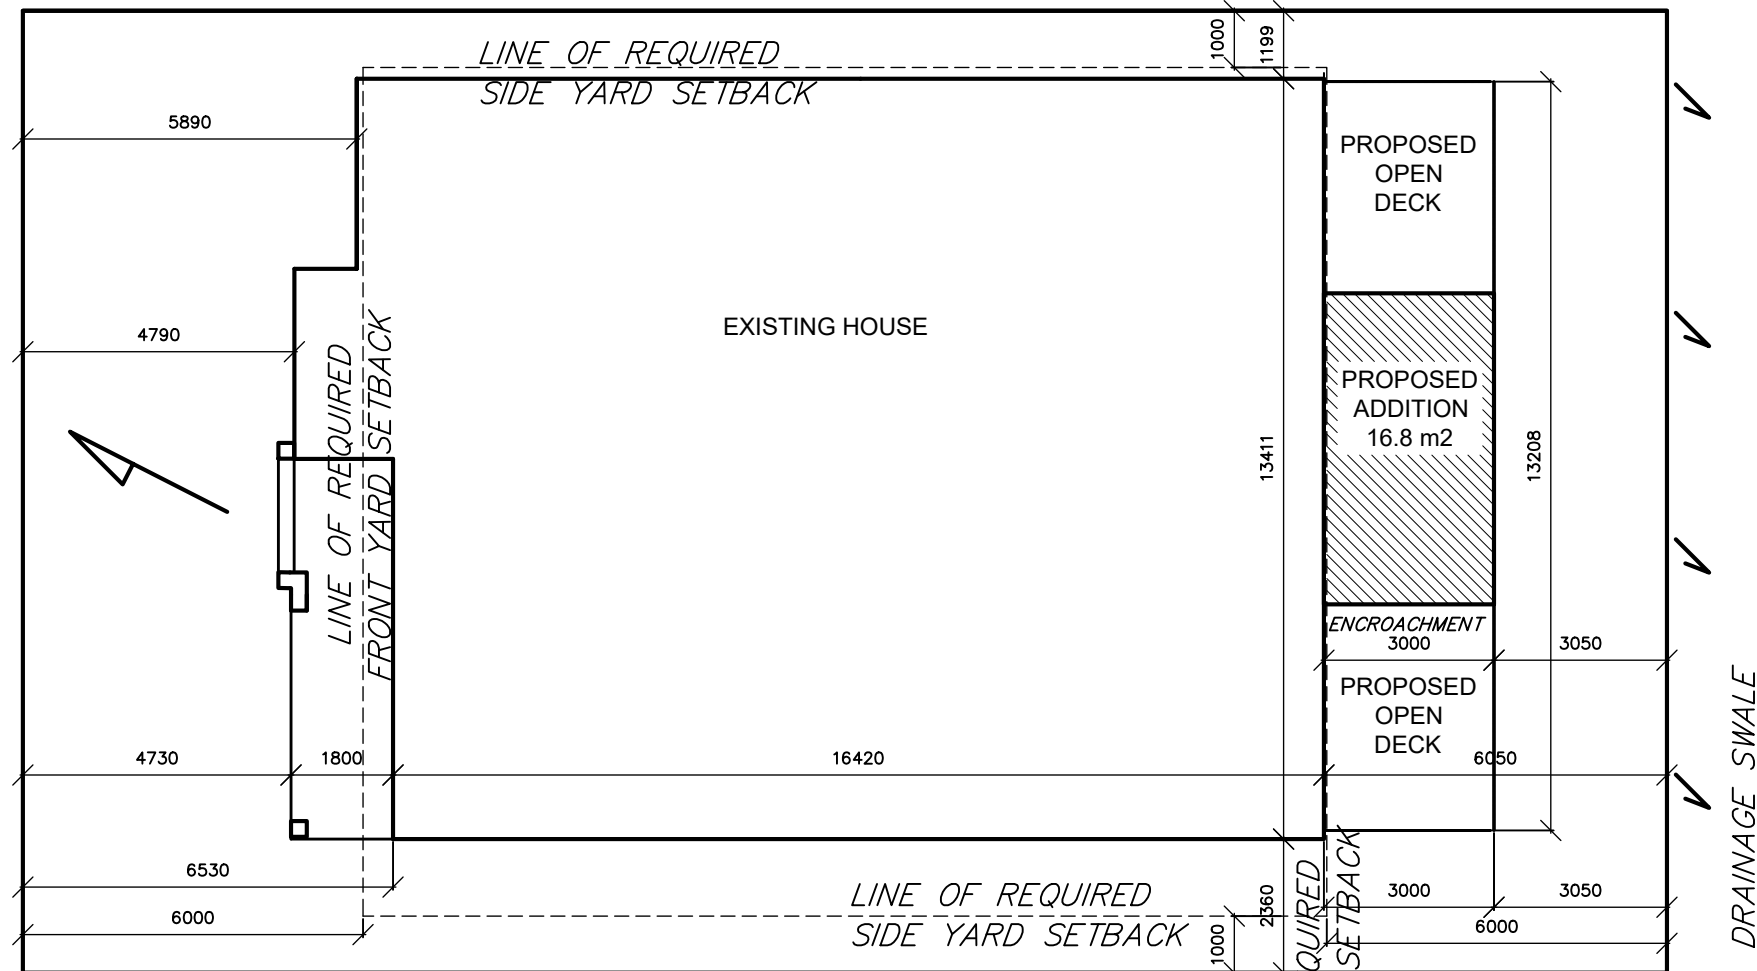 1000
1199
LINE OF REQUIRED
SIDE YARD SETBACK
5890
PROPOSED
OPEN
DECK
4790
EXISTING HOUSE
LINE OF REQUIRED
FRONT YARD SETBACK
PROPOSED
ADDITION
16.8 m2
13411
13208
ENCROACHMENT
3000
3050
PROPOSED
OPEN
DECK
4730
1800
16420
6050
DRAINAGE SWALE
6530
6000
LINE OF REQUIRED
SIDE YARD SETBACK
1000
2360
QUIRED
SETBACK
3000
3050
6000